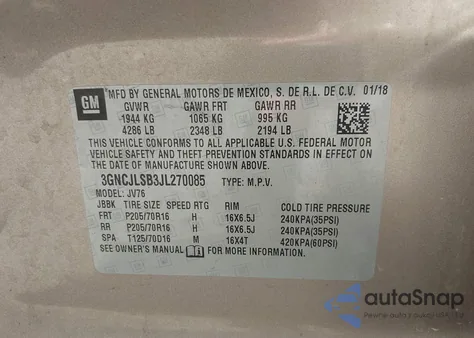 GM
MFD BY GENERAL MOTORS DE MEXICO, S. DE R.L. DE C.V. 01/18
GVWR GAWR FRT GAWR RR
1944 KG 1065 KG 995 KG
4286 LB 2348 LB 2194 LB
THIS VEHICLE CONFORMS TO ALL APPLICABLE U.S. FEDERAL MOTOR
VEHICLE SAFETY AND THEFT PREVENTION STANDARDS IN EFFECT
ON THE DATE OF MANUFACTURE SHOWN ABOVE.
3GNCJLSB3JL270085 TYPE: M.P.V.
MODEL: JV76
JBBK TIRE SIZE SPEED RTG RIM COLD TIRE PRESSURE
FRT P205/70R16 H 16X6.5J 240KPA(35PSI)
RR P205/70R16 H 16X6.5J 240KPA(35PSI)
SPA T125/70D16 M 16X4T 420KPA(60PSI)
SEE OWNER'S MANUAL FOR MORE INFORMATION.
autoSnap